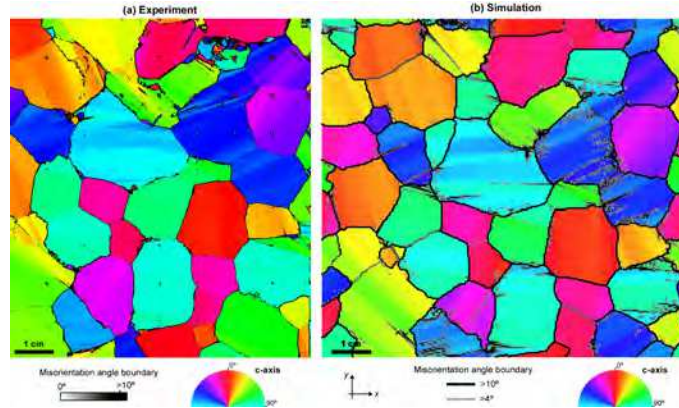 (a) Experiment
(b) Simulation
1 cm
1 cm
Misorientation angle boundary
0°
>10°
0°
c-axis
90°
y
x
Misorientation angle boundary
>10°
>4°
0°
c-axis
90°